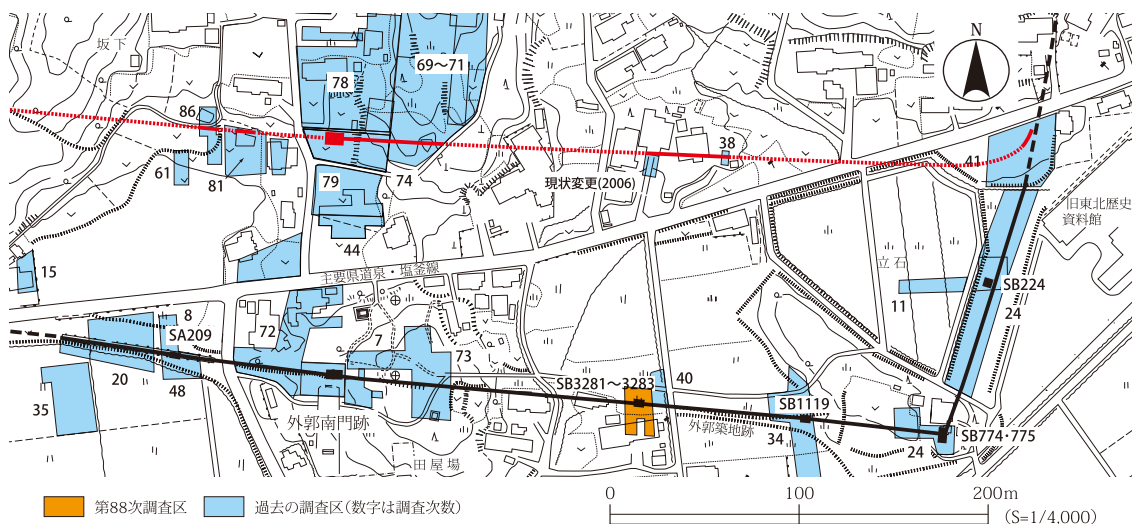 坂下
69～71
78
N
86
61
81
79
74
38
現状変更(2006)
41
旧東北歴史
資料館
44
15
主要県道泉・塩釜線
立石
11
SB224
24
8
SA209
72
7
73
20
48
35
SB3281～3283
40
SB1119
外郭南門跡
外郭築地跡
34
田屋場
24
SB774・775
第88次調査区
過去の調査区(数字は調査次数)
0
100
200m
(S=1/4,000)